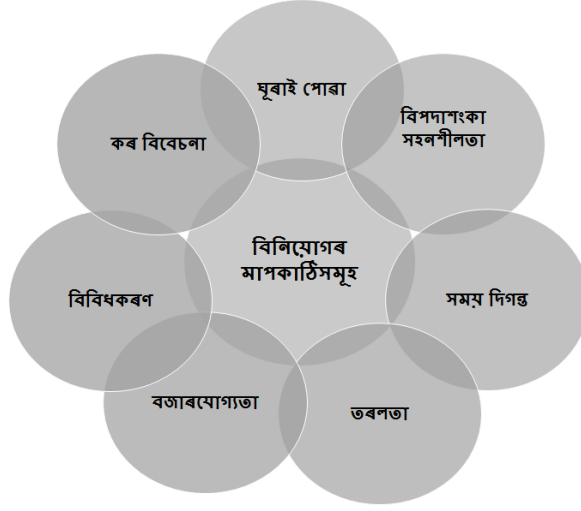 ঘূৰাই পোৱা
বিপদাশংকা
সহনশীলতা
কৰ বিবেচনা
বিনিয়োগৰ
মাপকাঠিসমূহ
বিবিধকৰণ
সময় দিগন্ত
বজাৰযোগ্যতা
তৰলতা